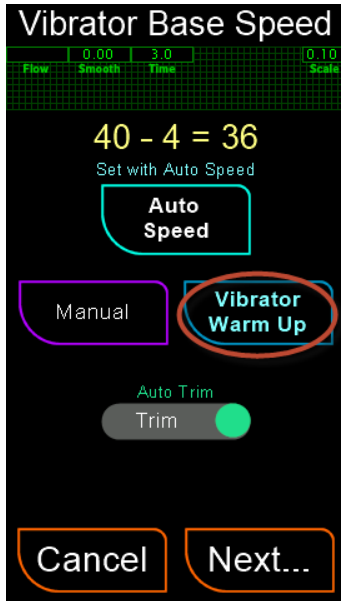 Vibrator Base Speed
0.00 3.0 0.10
Flow Smooth Time Scale
40 - 4 = 36
Set with Auto Speed
Auto
Speed
Manual
Vibrator
Warm Up
Auto Trim
Trim
Cancel
Next...